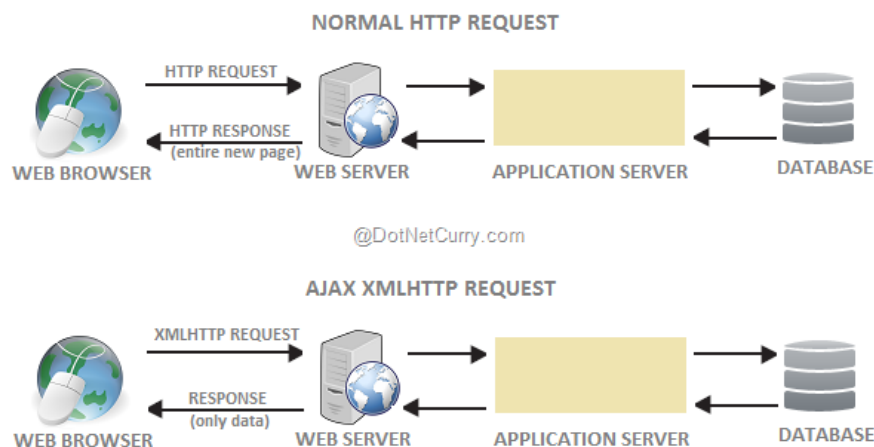 NORMAL HTTP REQUEST
HTTP REQUEST
HTTP RESPONSE
(entire new page)
WEB BROWSER
WEB SERVER
APPLICATION SERVER
DATABASE
@DotNetCurry.com
AJAX XMLHTTP REQUEST
XMLHTTP REQUEST
RESPONSE
(only data)
WEB BROWSER
WEB SERVER
APPLICATION SERVER
DATABASE